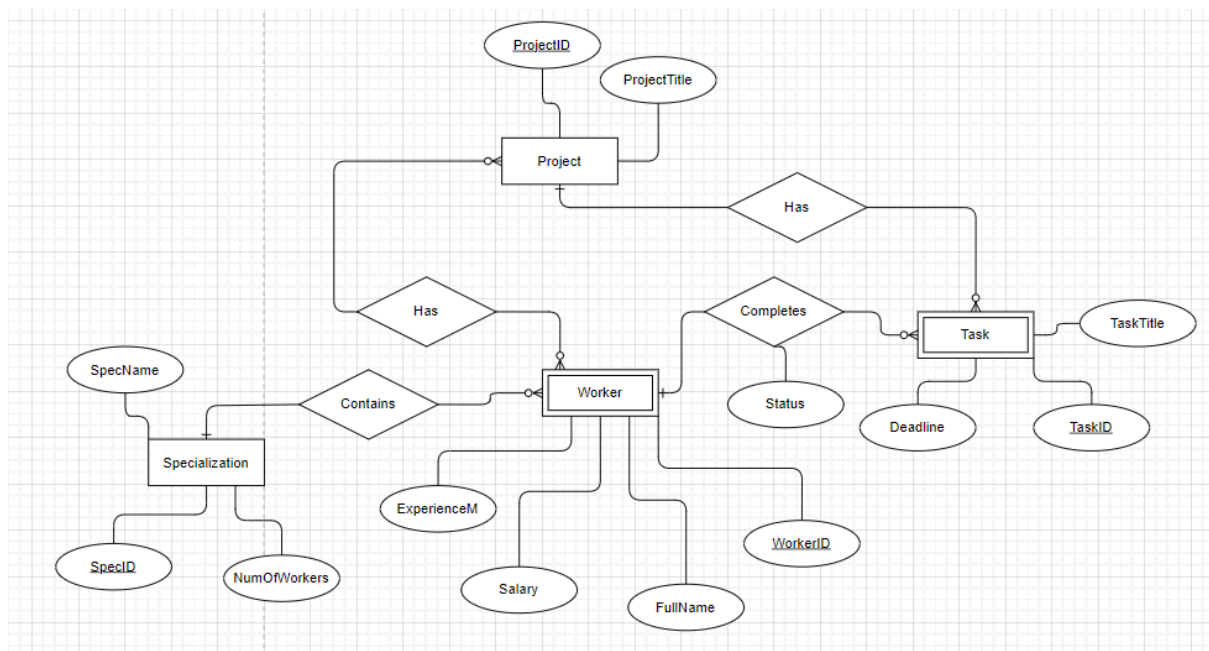 ProjectID
ProjectTitle
Project
Has
Has
Completes
Task
TaskTitle
SpecName
Contains
Worker
Status
Deadline
TaskID
Specialization
ExperienceM
WorkerID
SpecID
NumOfWorkers
Salary
FullName